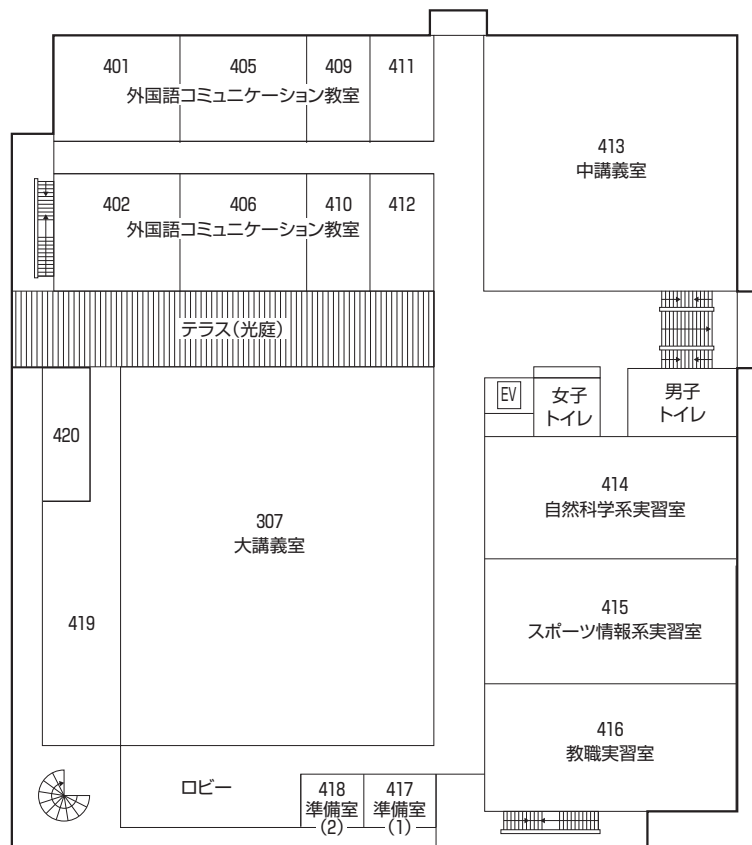 401
405
409
411
外国語コミュニケーション教室
413
中講義室
402
406
410
412
外国語コミュニケーション教室
テラス（光庭）
EV
女子
トイレ
男子
トイレ
420
414
自然科学系実習室
307
大講義室
419
415
スポーツ情報系実習室
416
教職実習室
ロビー
418
準備室
(2)
417
準備室
(1)